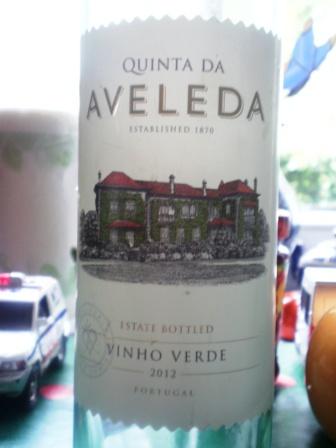 QUINTA DA
AVELEDA
ESTABLISHED 1870
ESTATE BOTTLED
VINHO VERDE
2012
PORTUGAL